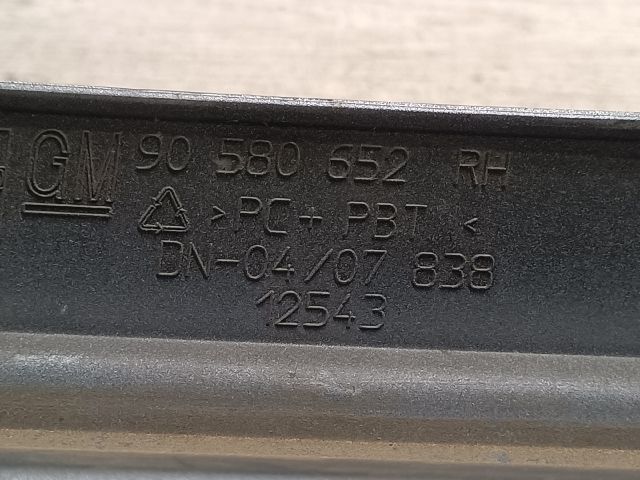 GM 90 580 652 RH
>PC+PBT<
DN-04/07 838
12543